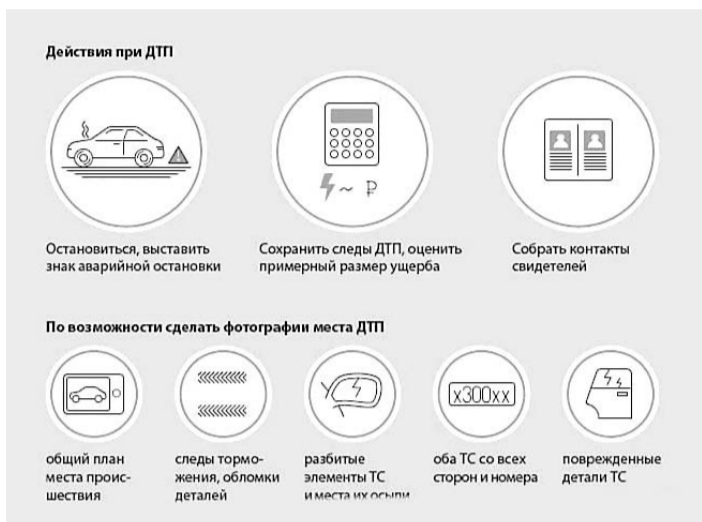 Действия при ДТП
Остановиться, выставить
знак аварийной остановки
Сохранить следы ДТП, оценить
примерный размер ущерба
Собрать контакты
свидетелей
По возможности сделать фотографии места ДТП
х300хх
общий план
места проис-
шествия
следы тормо-
жения, обломки
деталей
разбитые
элементы ТС
и места их осыпи
оба ТС со всех
сторон и номера
поврежденные
детали ТС